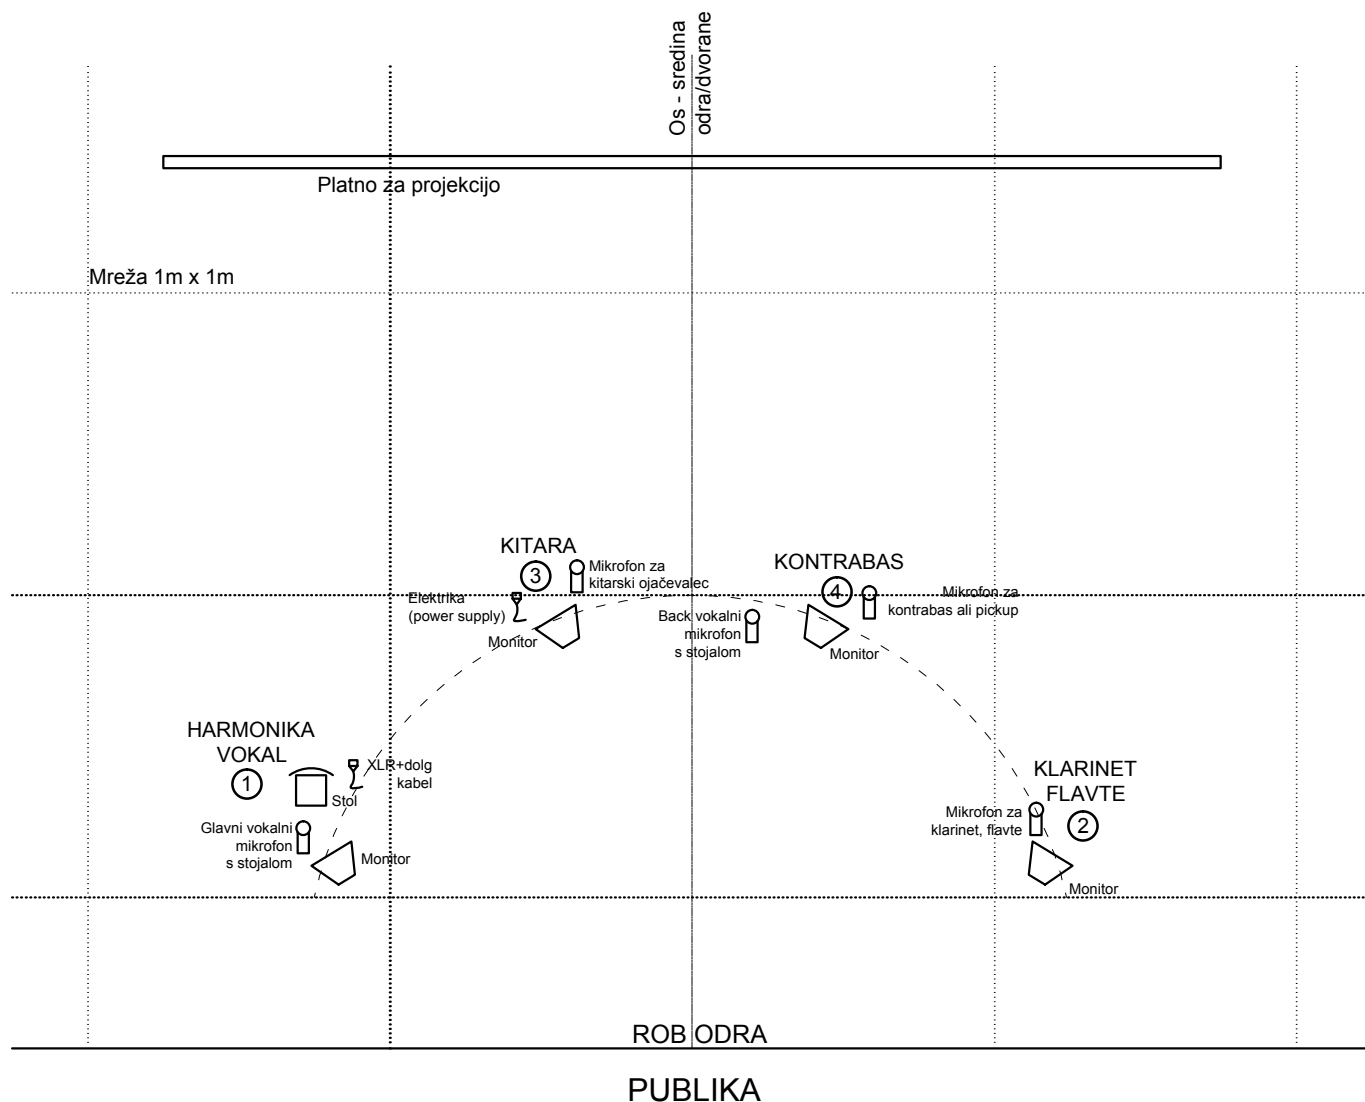 Os - sredina
odra/dvorane
Platno za projekcijo
Mreža 1m x 1m
KITARA
3
Mikrofon za
kitarski ojačevalec
Elektrika
(power supply)
Monitor
KONTRABAS
4
Mikrofon za
kontrabas ali pickup
Back vokalni
mikrofon
s stojalom
Monitor
HARMONIKA
VOKAL
1
XLR+dolg
kabel
Stol
Glavni vokalni
mikrofon
s stojalom
Monitor
KLARINET
FLAVTE
2
Mikrofon za
klarinet, flavte
Monitor
ROB ODRA
PUBLIKA